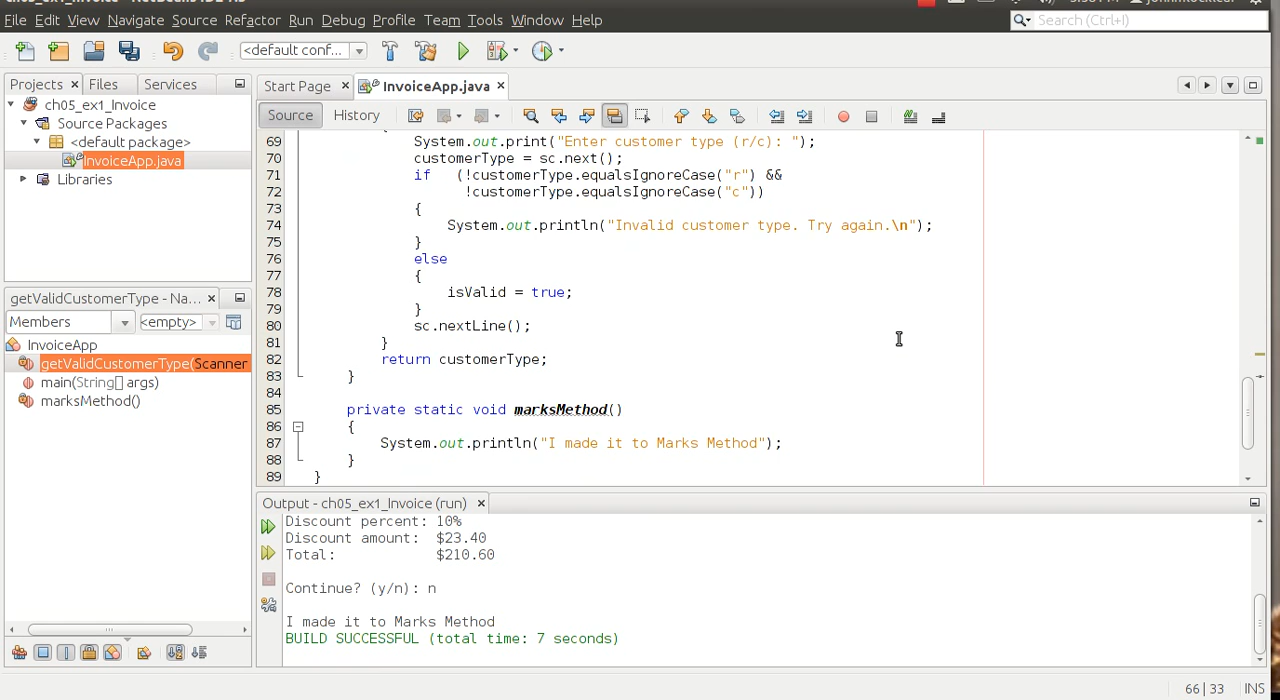 File Edit View Navigate Source Refactor Run Debug Profile Team Tools Window Help
Search (Ctrl+I)
<default conf...
Projects Files Services
Start Page InvoiceApp.java
Source History
ch05_ex1_Invoice
Source Packages
<default package>
InvoiceApp.java
Libraries
69 System.out.print("Enter customer type (r/c): ");
70 customerType = sc.next();
71 if (!customerType.equalsIgnoreCase("r") &&
72 !customerType.equalsIgnoreCase("c"))
73 {
74 System.out.println("Invalid customer type. Try again.\n");
75 }
76 else
77 {
78 isValid = true;
79 }
80 sc.nextLine();
81 }
82 return customerType;
83 }
84
85 private static void marksMethod()
86 {
87 System.out.println("I made it to Marks Method");
88 }
89 }
getValidCustomerType - Na...
Members <empty>
InvoiceApp
getValidCustomerType(Scanner
main(String[] args)
marksMethod()
Output - ch05_ex1_Invoice (run)
Discount percent: 10%
Discount amount: $23.40
Total: $210.60
Continue? (y/n): n
I made it to Marks Method
BUILD SUCCESSFUL (total time: 7 seconds)
66|33 INS